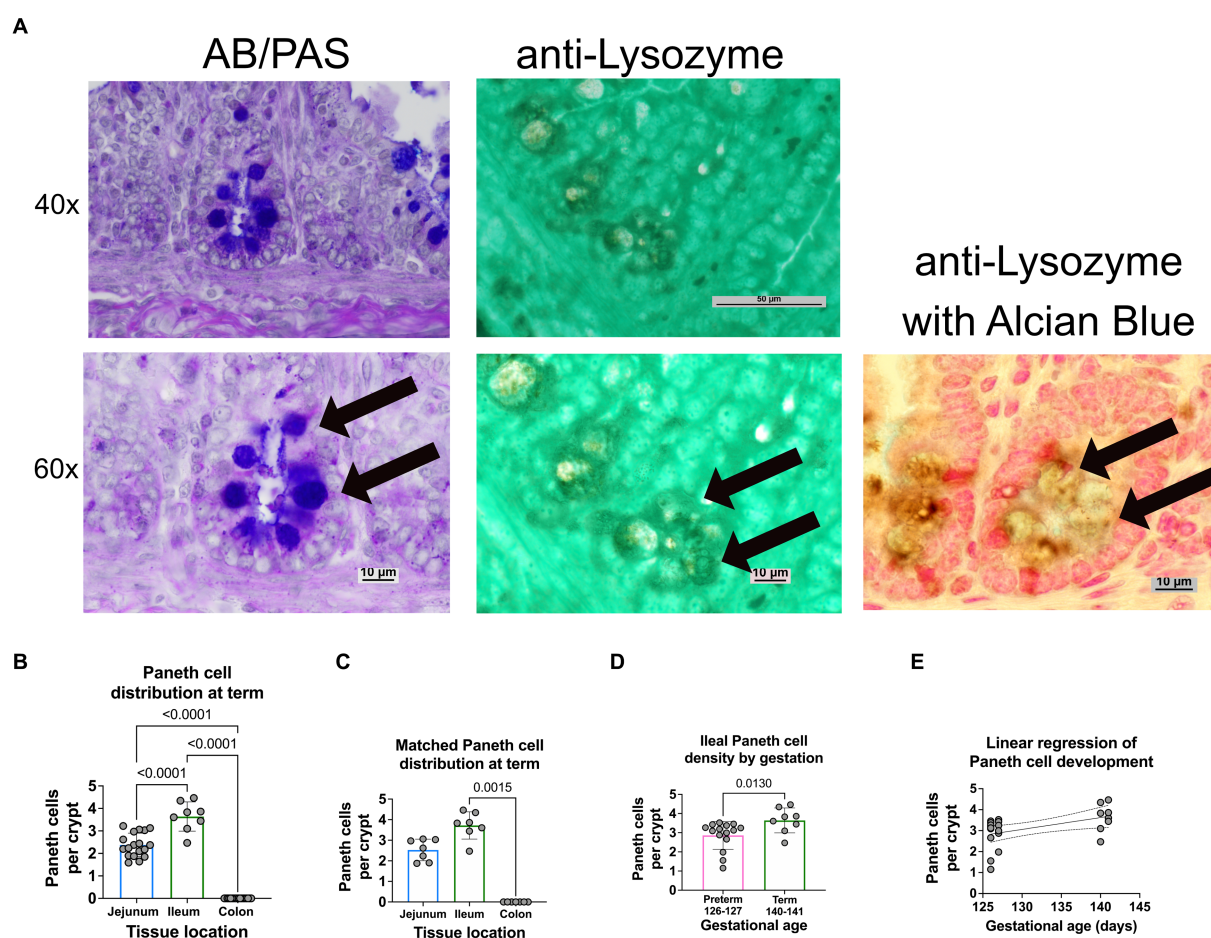 A
AB/PAS
anti-Lysozyme
40x
50 µm
anti-Lysozyme
with Alcian Blue
60x
10 µm
10 µm
10 µm
B
Paneth cell
distribution at term
<0.0001
<0.0001
<0.0001
Paneth cells
per crypt
5
4
3
2
1
0
Jejunum
Ileum
Colon
Tissue location
C
Matched Paneth cell
distribution at term
0.0015
Paneth cells
per crypt
5
4
3
2
1
0
Jejunum
Ileum
Colon
Tissue location
D
Ileal Paneth cell
density by gestation
0.0130
Paneth cells
per crypt
5
4
3
2
1
0
Preterm
126-127
Term
140-141
Gestational age
E
Linear regression of
Paneth cell development
Paneth cells
per crypt
5
4
3
2
1
0
125
130
135
140
145
Gestational age (days)